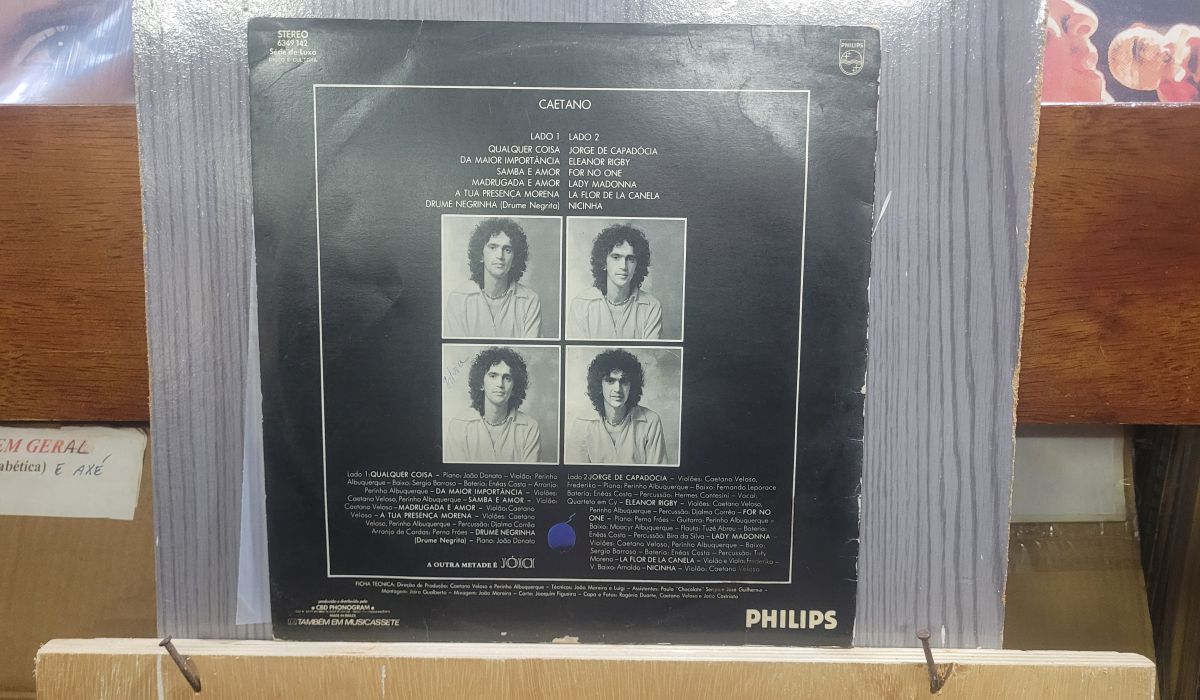 STEREO
6349 142
Série de Luxo
PHILIPS
CAETANO
LADO 1
QUALQUER COISA
DA MAIOR IMPORTÂNCIA
SAMBA E AMOR
MADRUGADA E AMOR
A TUA PRESENÇA MORENA
DRUME NEGRINHA (Drume Negrita)
LADO 2
JORGE DE CAPADÓCIA
ELEANOR RIGBY
FOR NO ONE
LADY MADONNA
LA FLOR DE LA CANELA
NICINHA
Lado 1: QUALQUER COISA – Piano: João Donato – Violão: Perinho
Albuquerque – Baixo: Sergio Barroso – Bateria: Enéas Costa – Arranjo:
Perinho Albuquerque – DA MAIOR IMPORTÂNCIA – Violões:
Caetano Veloso, Perinho Albuquerque – SAMBA E AMOR – Violão:
Caetano Veloso – MADRUGADA E AMOR – Violão: Caetano
Veloso – A TUA PRESENÇA MORENA – Violões: Caetano
Veloso, Perinho Albuquerque – Percussão: Djalma Corrêa
Arranjo de Cordas: Perna Fróes – DRUME NEGRINHA
(Drume Negrita) – Piano: João Donato
A OUTRA METADE É JÓIA
Lado 2: JORGE DE CAPADÓCIA – Violões: Caetano Veloso,
Frederiko – Piano: Perinho Albuquerque – Baixo: Fernando Leporace
Bateria: Enéas Costa – Percussão: Hermes Contesini – Vocal:
Quarteto em Cy – ELEANOR RIGBY – Violões: Caetano Veloso,
Perinho Albuquerque – Percussão: Djalma Corrêa – FOR NO
ONE – Piano: Perna Fróes – Guitarra: Perinho Albuquerque –
Baixo: Moacyr Albuquerque – Flauta: Tuzé Abreu – Bateria:
Enéas Costa – Percussão: Bira da Silva – LADY MADONNA –
Violões: Caetano Veloso, Perinho Albuquerque – Baixo:
Sergio Barroso – Bateria: Enéas Costa – Percussão: Tuty
Moreno – LA FLOR DE LA CANELA – Violão e Viola: Frederiko –
V. Baixo: Arnaldo – NICINHA – Violão: Caetano Veloso
FICHA TÉCNICA: Direção de Produção: Caetano Veloso e Perinho Albuquerque – Técnicos: João Moreira e Luigi – Assistentes: Paulo "Chocolate" Sergio e José Guilherme –
Montagem: Jairo Gualberto – Mixagem: João Moreira – Corte: Joaquim Figueira – Capa e Fotos: Rogério Duarte, Caetano Veloso e João Castrioto
produzido e distribuído pela
CBD PHONOGRAM
TAMBÉM EM MUSICASSETE
PHILIPS
EM GERAL
abética) E AXÉ